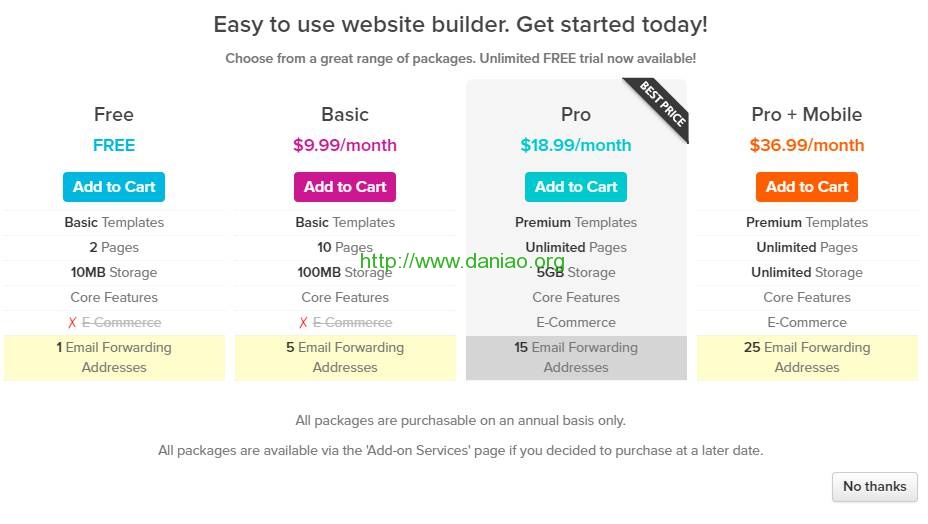 Easy to use website builder. Get started today!
Choose from a great range of packages. Unlimited FREE trial now available!
Free
FREE
Add to Cart
Basic Templates
2 Pages
10MB Storage
Core Features
✗ E-Commerce
1 Email Forwarding
Addresses
Basic
$9.99/month
Add to Cart
Basic Templates
10 Pages
100MB Storage
Core Features
✗ E-Commerce
5 Email Forwarding
Addresses
BEST PRICE
Pro
$18.99/month
Add to Cart
Premium Templates
Unlimited Pages
5GB Storage
Core Features
E-Commerce
15 Email Forwarding
Addresses
Pro + Mobile
$36.99/month
Add to Cart
Premium Templates
Unlimited Pages
Unlimited Storage
Core Features
E-Commerce
25 Email Forwarding
Addresses
http://www.daniao.org
All packages are purchasable on an annual basis only.
All packages are available via the 'Add-on Services' page if you decided to purchase at a later date.
No thanks